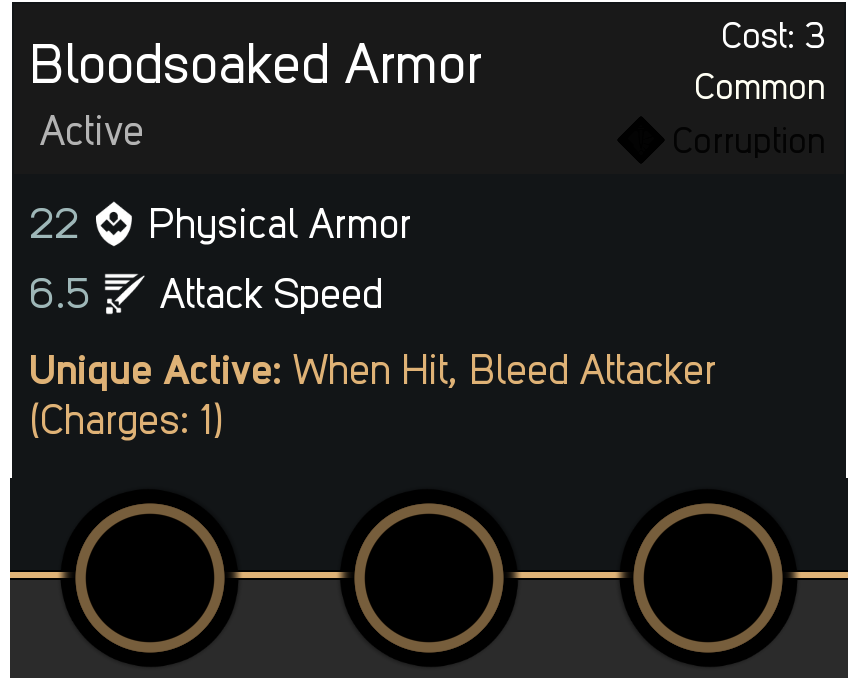 Bloodsoaked Armor
Cost: 3
Active
Common
Corruption
22 Physical Armor
6.5 Attack Speed
Unique Active: When Hit, Bleed Attacker
(Charges: 1)